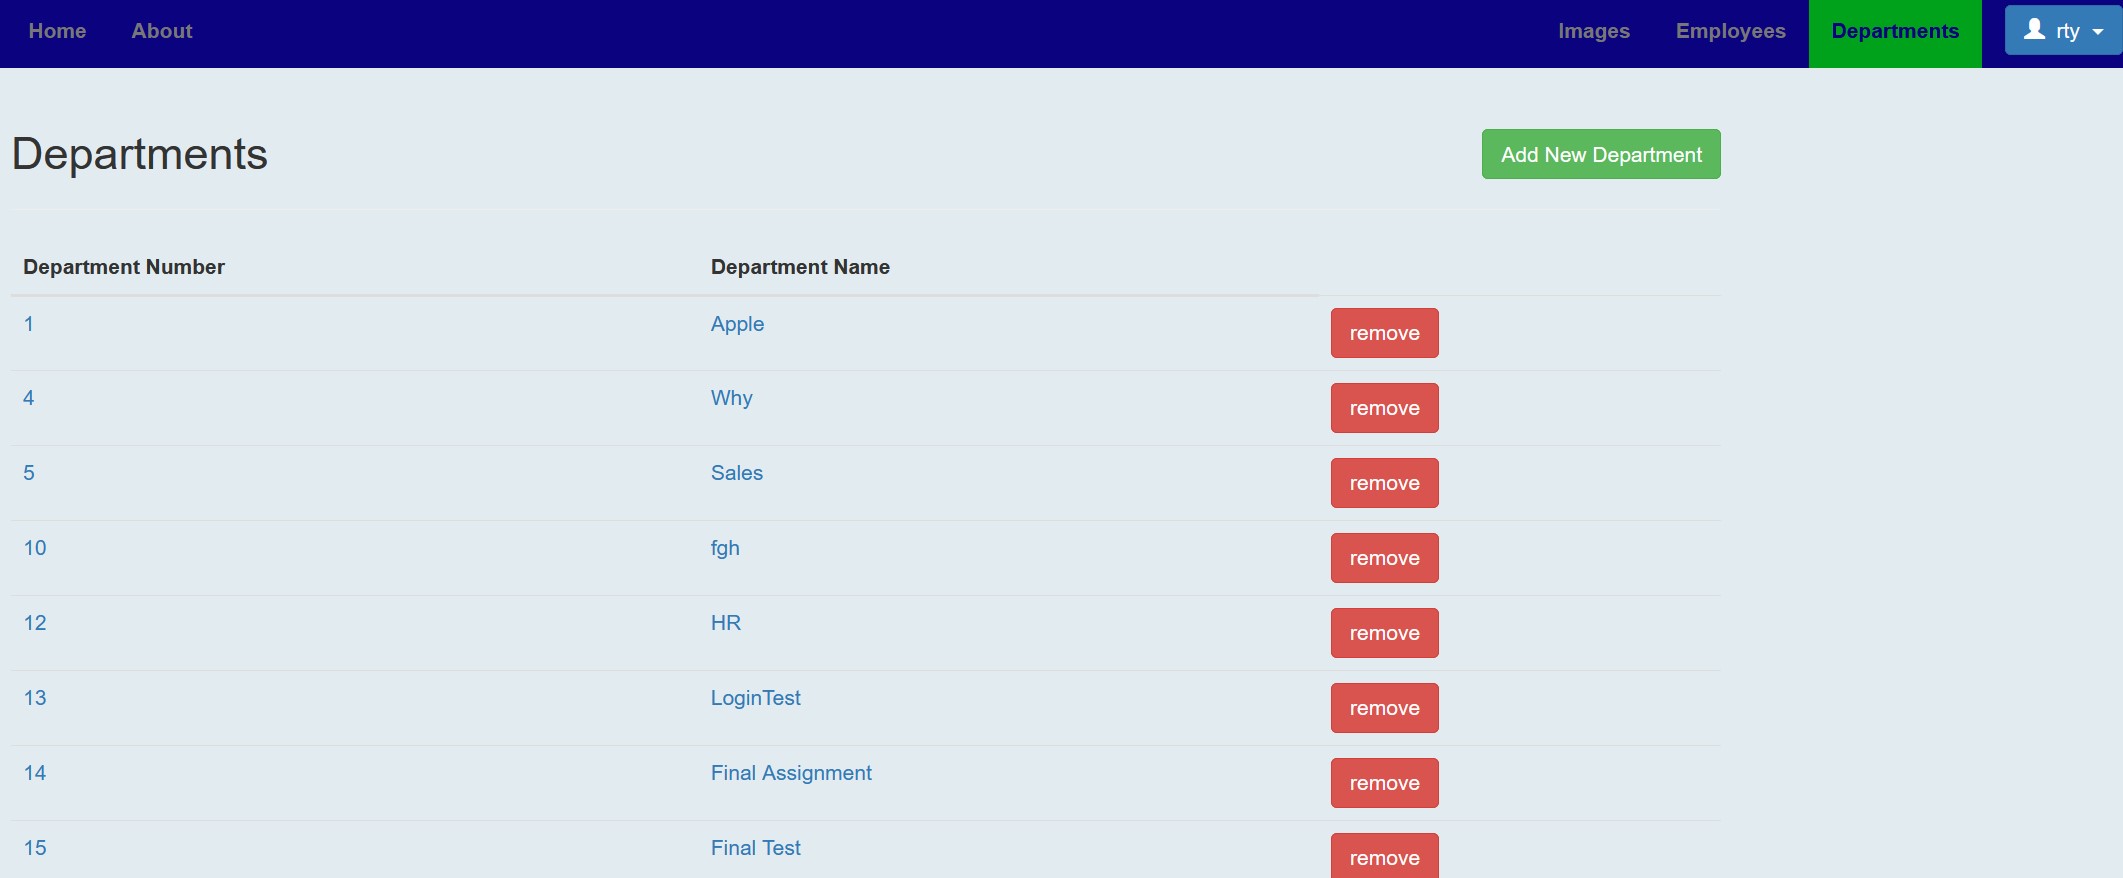 Home About Images Employees Departments rty
Departments Add New Department
Department Number Department Name
1 Apple remove
4 Why remove
5 Sales remove
10 fgh remove
12 HR remove
13 LoginTest remove
14 Final Assignment remove
15 Final Test remove